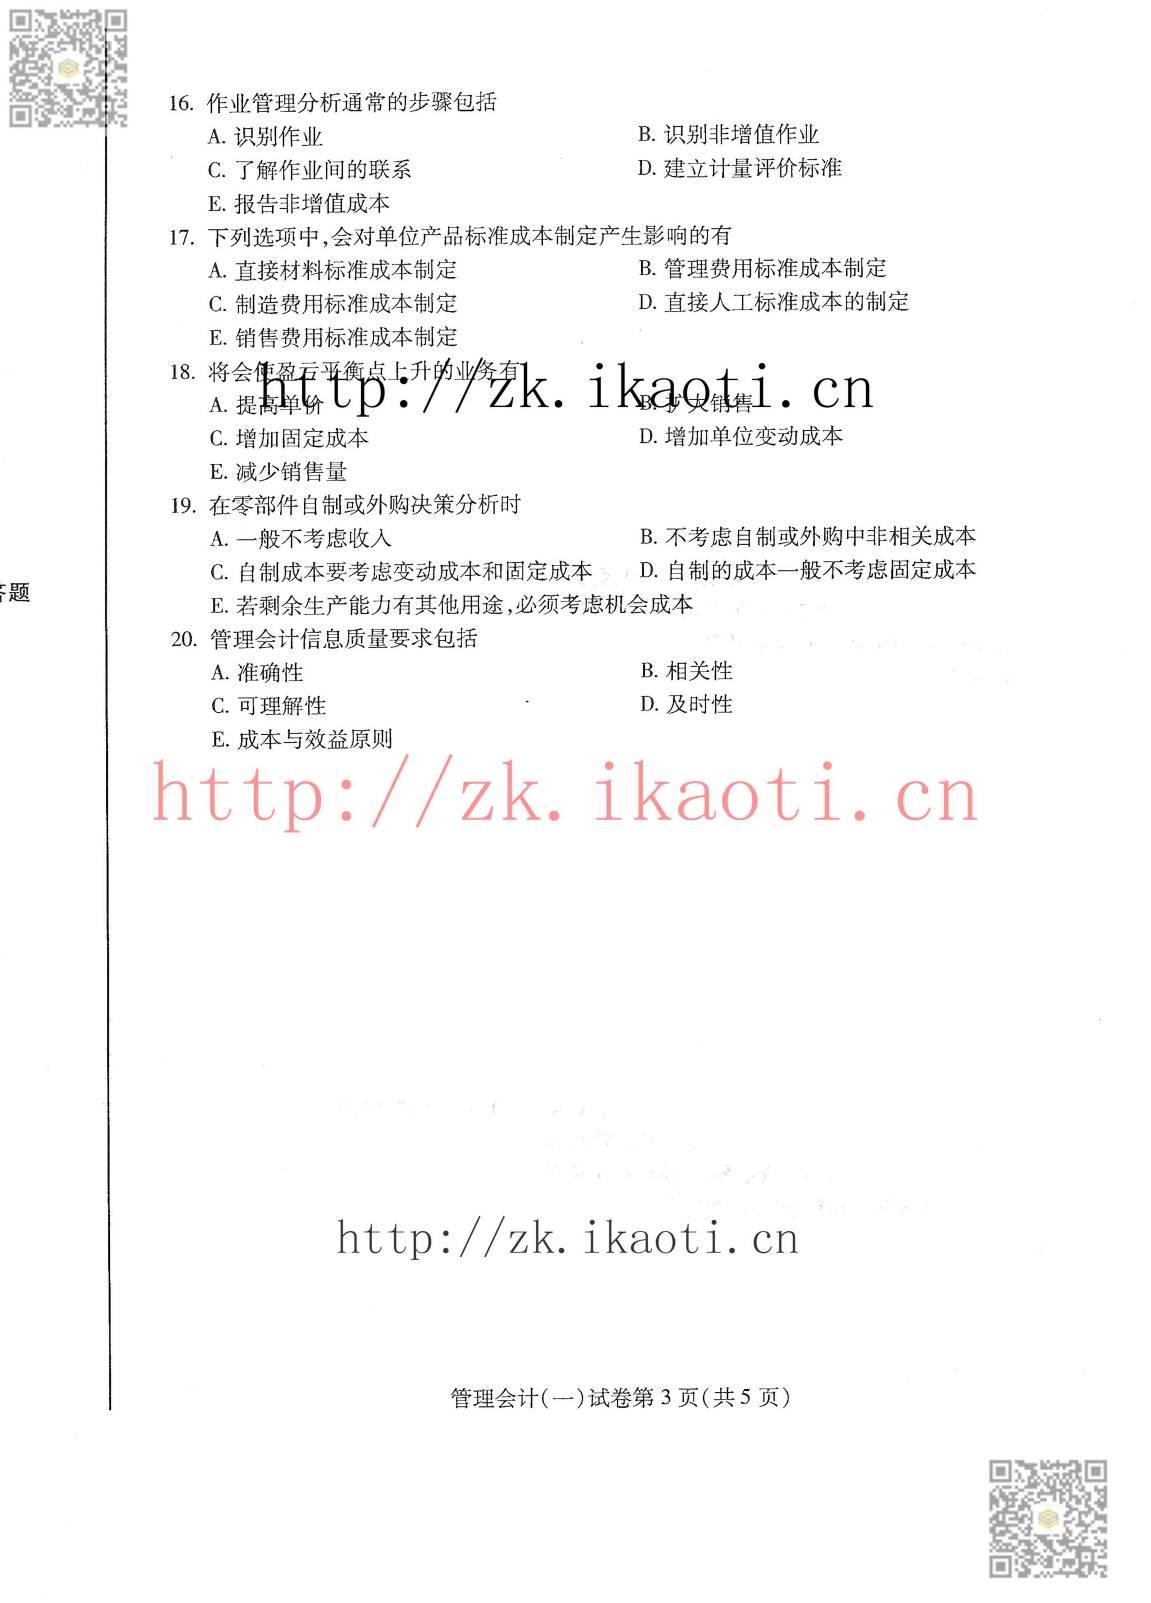 16. 作业管理分析通常的步骤包括
A. 识别作业 B. 识别非增值作业
C. 了解作业间的联系 D. 建立计量评价标准
E. 报告非增值成本
17. 下列选项中,会对单位产品标准成本制定产生影响的有
A. 直接材料标准成本制定 B. 管理费用标准成本制定
C. 制造费用标准成本制定 D. 直接人工标准成本的制定
E. 销售费用标准成本制定
18. 将会使盈亏平衡点上升的业务有
http://zk.ikaoti.cn
A. 提高单价 B. 扩大销售
C. 增加固定成本 D. 增加单位变动成本
E. 减少销售量
19. 在零部件自制或外购决策分析时
A. 一般不考虑收入 B. 不考虑自制或外购中非相关成本
C. 自制成本要考虑变动成本和固定成本 D. 自制的成本一般不考虑固定成本
答题
E. 若剩余生产能力有其他用途,必须考虑机会成本
20. 管理会计信息质量要求包括
A. 准确性 B. 相关性
C. 可理解性 D. 及时性
E. 成本与效益原则
http://zk.ikaoti.cn
http://zk.ikaoti.cn
管理会计(一)试卷第 3 页(共 5 页)